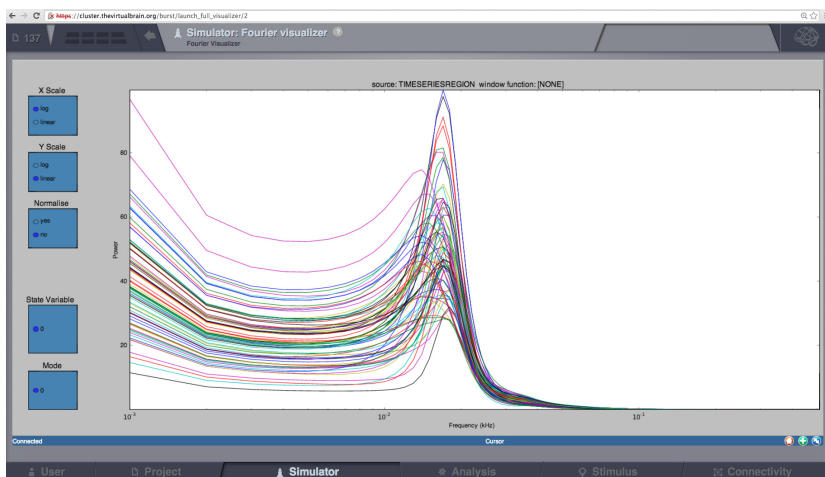 https://cluster.thevirtualbrain.org/burst/launch_full_visualizer/2
137
Simulator: Fourier visualizer ?
Fourier Visualizer
source: TIMESERIESREGION window function: [NONE]
X Scale
log
linear
Y Scale
log
linear
Normalise
yes
no
State Variable
0
Mode
0
Power
80
60
40
20
10⁻³
10⁻²
10⁻¹
Frequency (kHz)
Connected
Cursor
User
Project
Simulator
Analysis
Stimulus
Connectivity